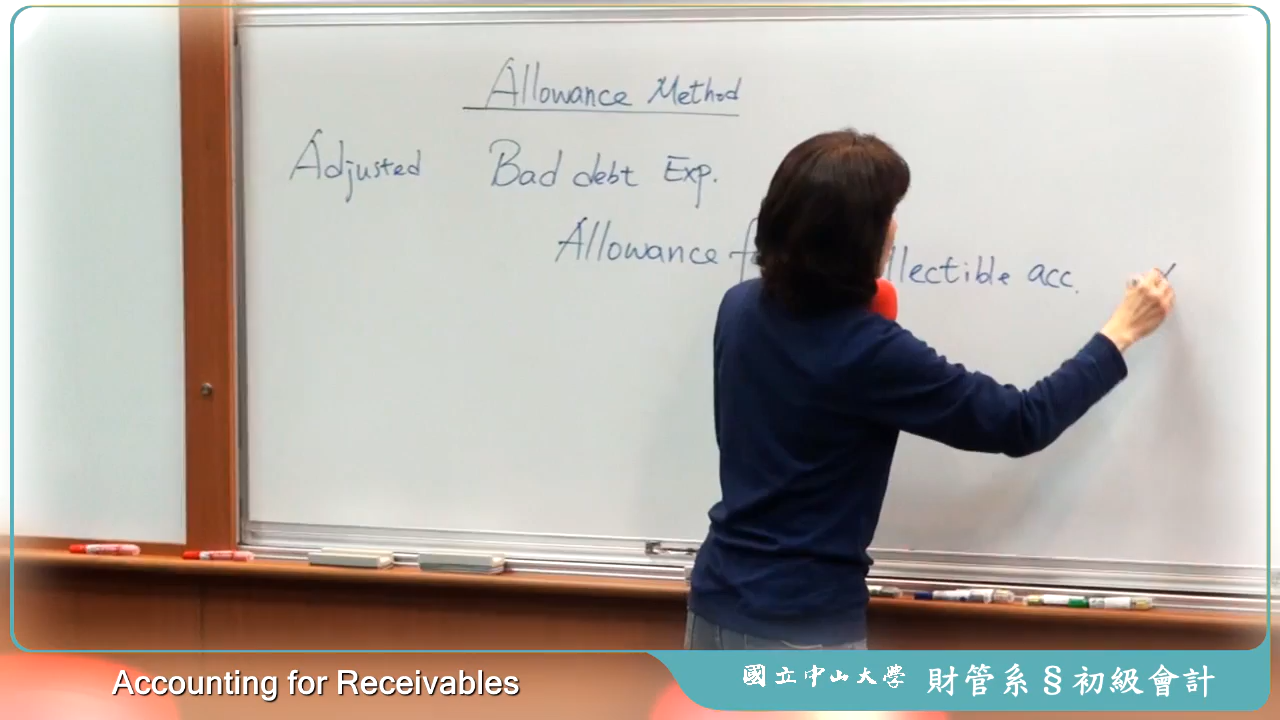 Allowance Method
Adjusted Bad debt Exp.
Allowance llectible acc.
Accounting for Receivables
國立中山大學 財管系§初級會計